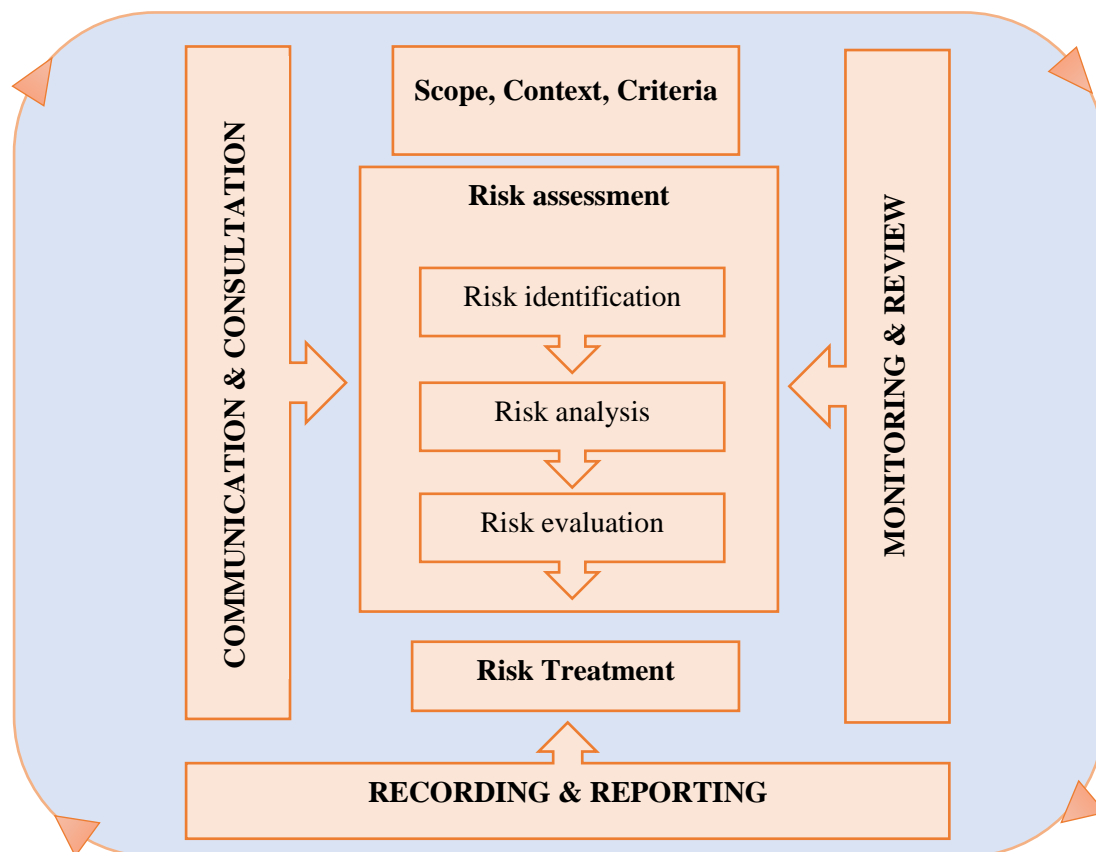 Scope, Context, Criteria
COMMUNICATION & CONSULTATION
Risk assessment
Risk identification
Risk analysis
Risk evaluation
MONITORING & REVIEW
Risk Treatment
RECORDING & REPORTING